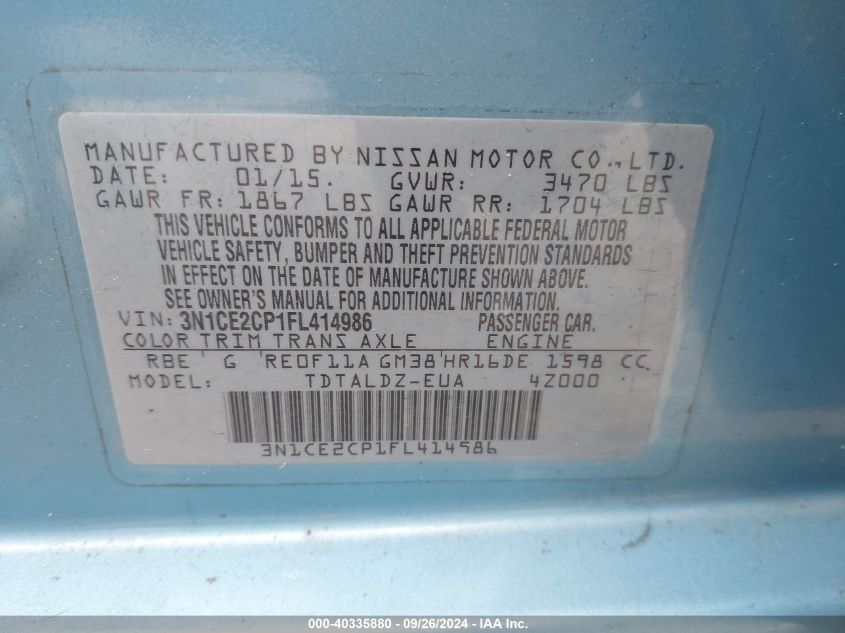 MANUFACTURED BY NISSAN MOTOR CO., LTD.
DATE: 01/15. GVWR: 3470 LBS
GAWR FR: 1867 LBS GAWR RR: 1704 LBS
THIS VEHICLE CONFORMS TO ALL APPLICABLE FEDERAL MOTOR
VEHICLE SAFETY, BUMPER AND THEFT PREVENTION STANDARDS
IN EFFECT ON THE DATE OF MANUFACTURE SHOWN ABOVE.
SEE OWNER'S MANUAL FOR ADDITIONAL INFORMATION.
VIN: 3N1CE2CP1FL414986 PASSENGER CAR.
COLOR TRIM TRANS AXLE ENGINE
RBE G RE0F11A GM38 HR16DE 1598 CC.
MODEL: TDTALDZ-EUA 4Z000
3N1CE2CP1FL414986
000-40335880 - 09/26/2024 - IAA Inc.